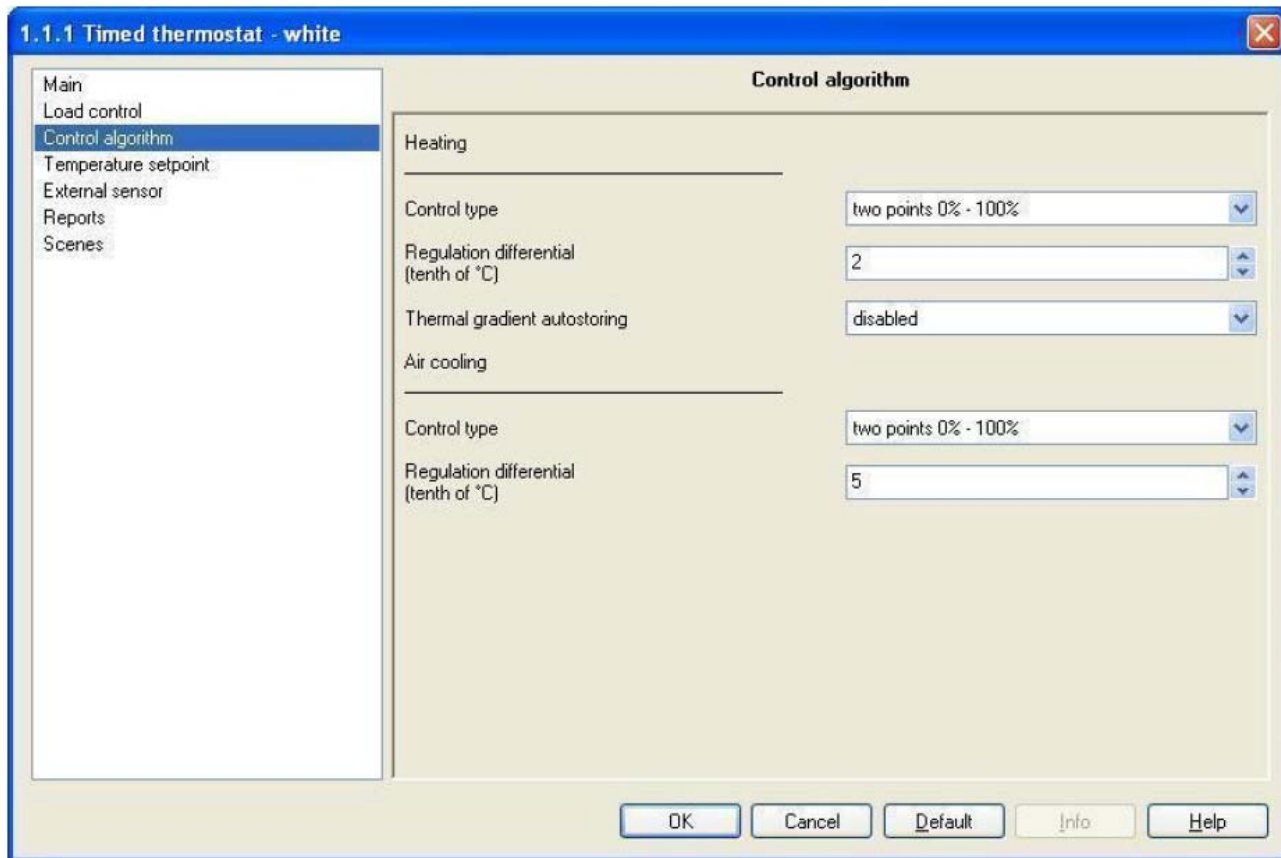 1.1.1 Timed thermostat - white
Main
Load control
Control algorithm
Temperature setpoint
External sensor
Reports
Scenes
Control algorithm
Heating
Control type
two points 0% - 100%
Regulation differential
(tenth of °C)
2
Thermal gradient autostoring
disabled
Air cooling
Control type
two points 0% - 100%
Regulation differential
(tenth of °C)
5
OK
Cancel
Default
Info
Help